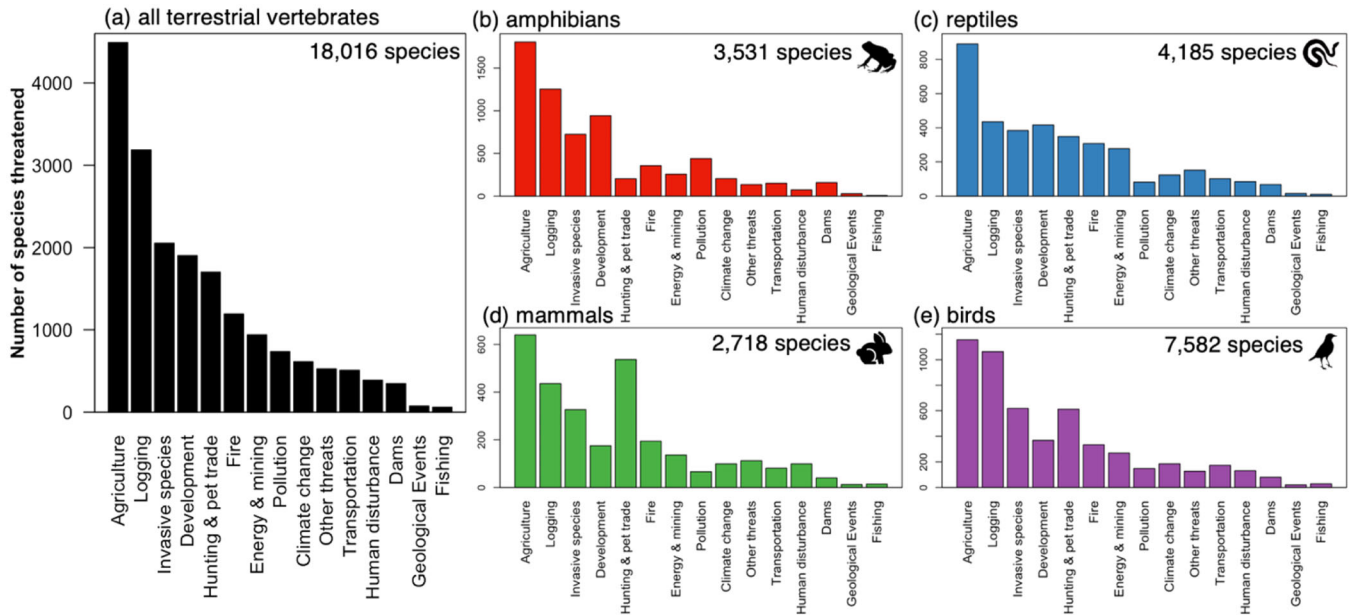 (a) all terrestrial vertebrates
18,016 species
Number of species threatened
4000
3000
2000
1000
0
Agriculture
Logging
Invasive species
Development
Hunting & pet trade
Fire
Energy & mining
Pollution
Climate change
Other threats
Transportation
Human disturbance
Dams
Geological Events
Fishing
(b) amphibians
3,531 species
1500
1000
500
0
Agriculture
Logging
Invasive species
Development
Hunting & pet trade
Fire
Energy & mining
Pollution
Climate change
Other threats
Transportation
Human disturbance
Dams
Geological Events
Fishing
(c) reptiles
4,185 species
800
600
400
200
0
Agriculture
Logging
Invasive species
Development
Hunting & pet trade
Fire
Energy & mining
Pollution
Climate change
Other threats
Transportation
Human disturbance
Dams
Geological Events
Fishing
(d) mammals
2,718 species
600
400
200
0
Agriculture
Logging
Invasive species
Development
Hunting & pet trade
Fire
Energy & mining
Pollution
Climate change
Other threats
Transportation
Human disturbance
Dams
Geological Events
Fishing
(e) birds
7,582 species
1000
600
200
0
Agriculture
Logging
Invasive species
Development
Hunting & pet trade
Fire
Energy & mining
Pollution
Climate change
Other threats
Transportation
Human disturbance
Dams
Geological Events
Fishing